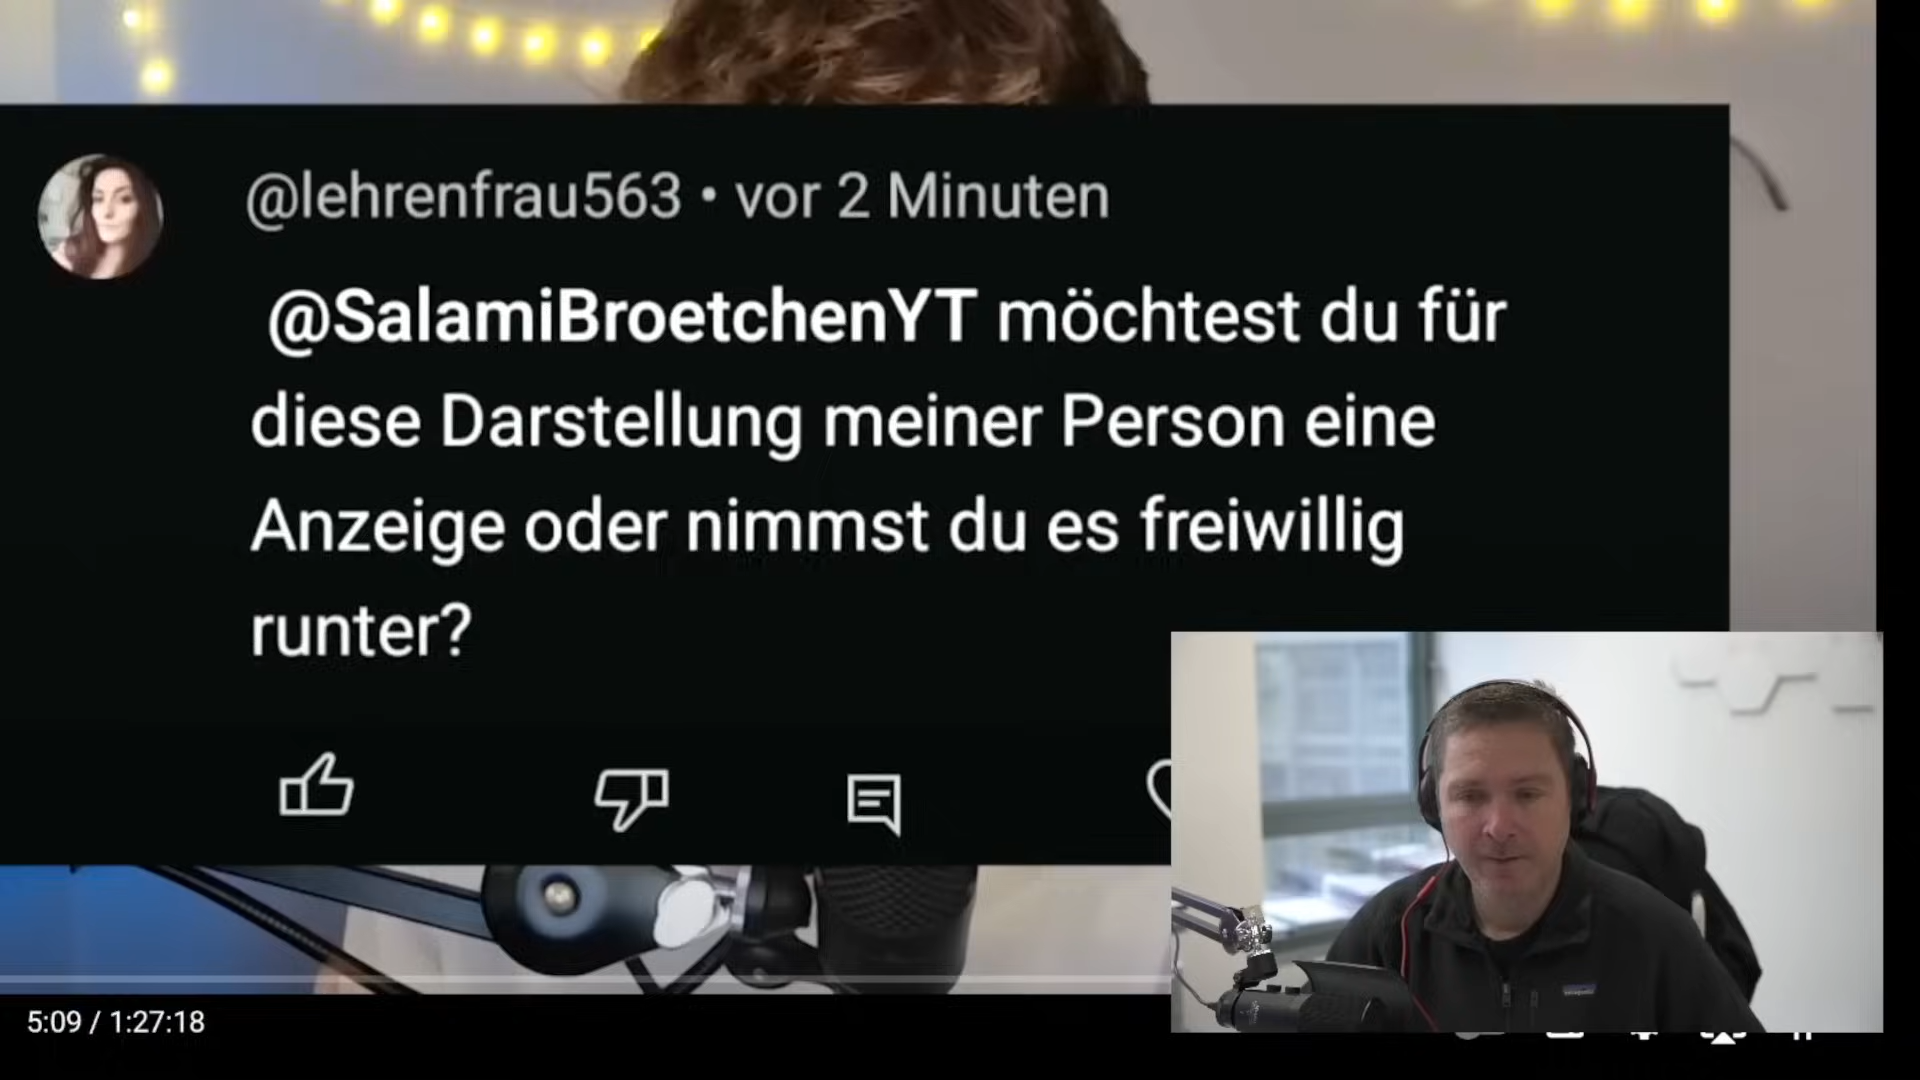 @lehrenfrau563 • vor 2 Minuten
@SalamiBroetchenYT möchtest du für
diese Darstellung meiner Person eine
Anzeige oder nimmst du es freiwillig
runter?
5:09 / 1:27:18